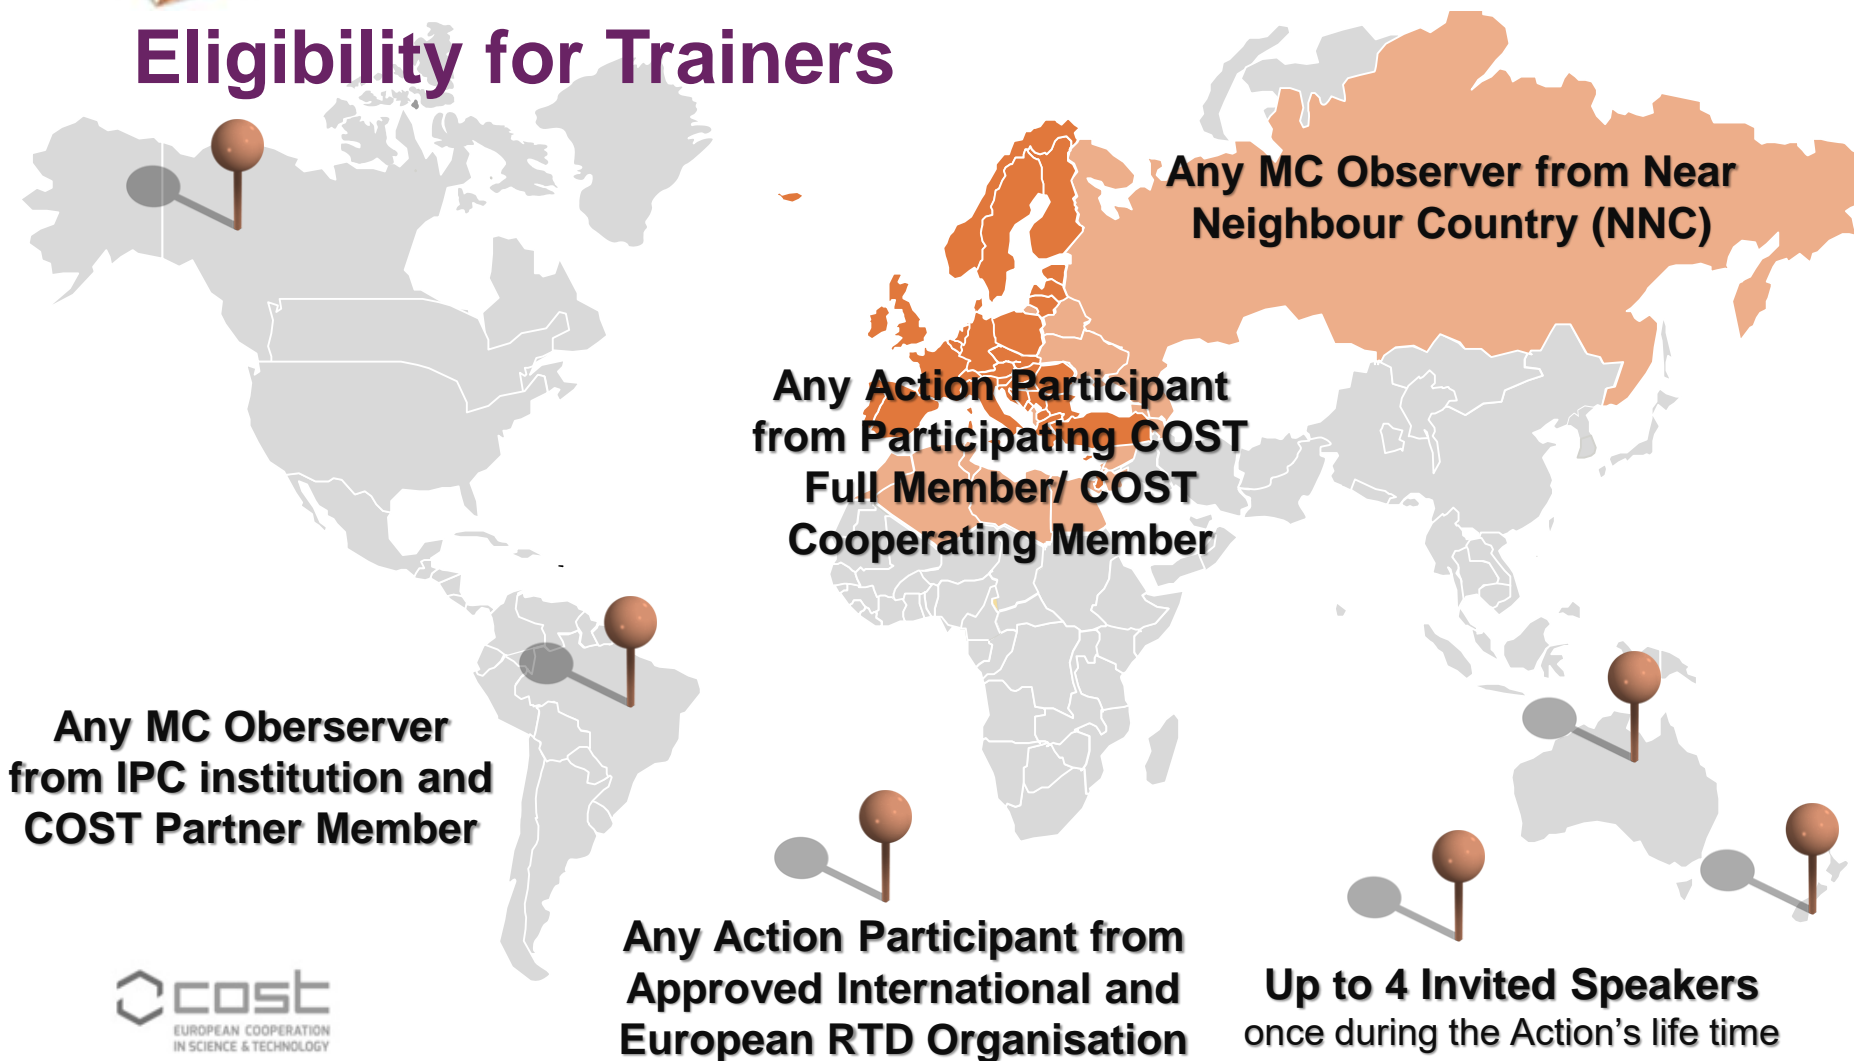 Eligibility for Trainers
Any MC Observer from Near
Neighbour Country (NNC)
Any Action Participant
from Participating COST
Full Member/ COST
Cooperating Member
Any MC Oberserver
from IPC institution and
COST Partner Member
Any Action Participant from
Approved International and
European RTD Organisation
Up to 4 Invited Speakers
once during the Action's life time
cost
EUROPEAN COOPERATION
IN SCIENCE & TECHNOLOGY